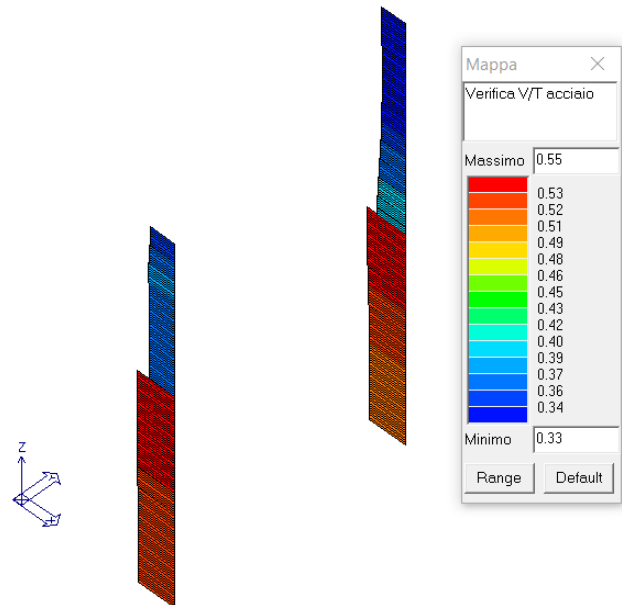 Mappa
Verifica V/T acciaio
Massimo 0.55
0.53
0.52
0.51
0.49
0.48
0.46
0.45
0.43
0.42
0.40
0.39
0.37
0.36
0.34
Minimo 0.33
Range Default
Z